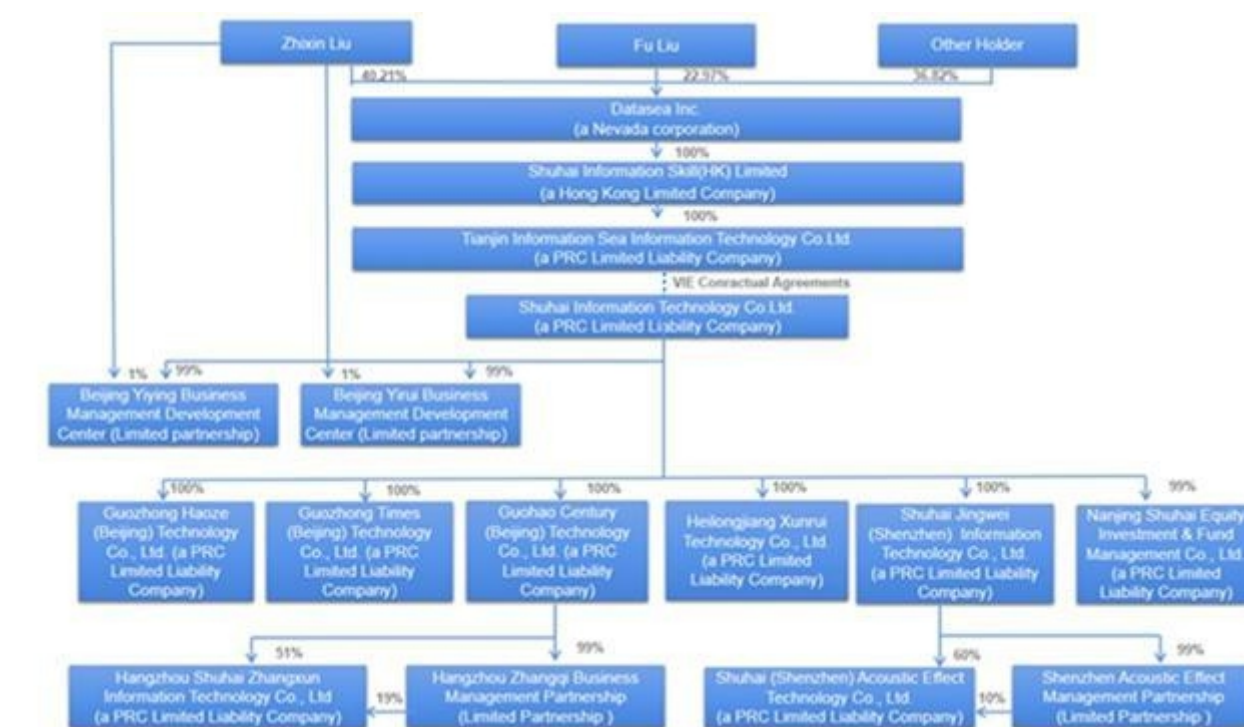 Zhixin Liu
Fu Liu
Other Holder
40.21%
22.97%
36.82%
Datasea Inc.
(a Nevada corporation)
100%
Shuhai Information Skill(HK) Limited
(a Hong Kong Limited Company)
100%
Tianjin Information Sea Information Technology Co.Ltd.
(a PRC Limited Liability Company)
VIE Conractual Agreements
Shuhai Information Technology Co.Ltd.
(a PRC Limited Liability Company)
1%
99%
1%
99%
Beijing Yiying Business
Management Development
Center (Limited partnership)
Beijing Yirui Business
Management Development
Center (Limited partnership)
100%
100%
100%
100%
100%
99%
Guozhong Haoze
(Beijing) Technology
Co., Ltd. (a PRC
Limited Liability
Company)
Guozhong Times
(Beijing) Technology
Co., Ltd. (a PRC
Limited Liability
Company)
Guohao Century
(Beijing) Technology
Co., Ltd. (a PRC
Limited Liability
Company)
Heilongjiang Xunrui
Technology Co., Ltd.
(a PRC Limited
Liability Company)
Shuhai Jingwei
(Shenzhen) Information
Technology Co., Ltd.
(a PRC Limited Liability
Company)
Nanjing Shuhai Equity
Investment & Fund
Management Co., Ltd.
(a PRC Limited
Liability Company)
51%
99%
60%
99%
Hangzhou Shuhai Zhangxun
Information Technology Co., Ltd
(a PRC Limited Liability Company)
19%
Hangzhou Zhangqi Business
Management Partnership
(Limited Partnership )
Shuhai (Shenzhen) Acoustic Effect
Technology Co., Ltd.
(a PRC Limited Liability Company)
10%
Shenzhen Acoustic Effect
Management Partnership
(Limited Partnership )